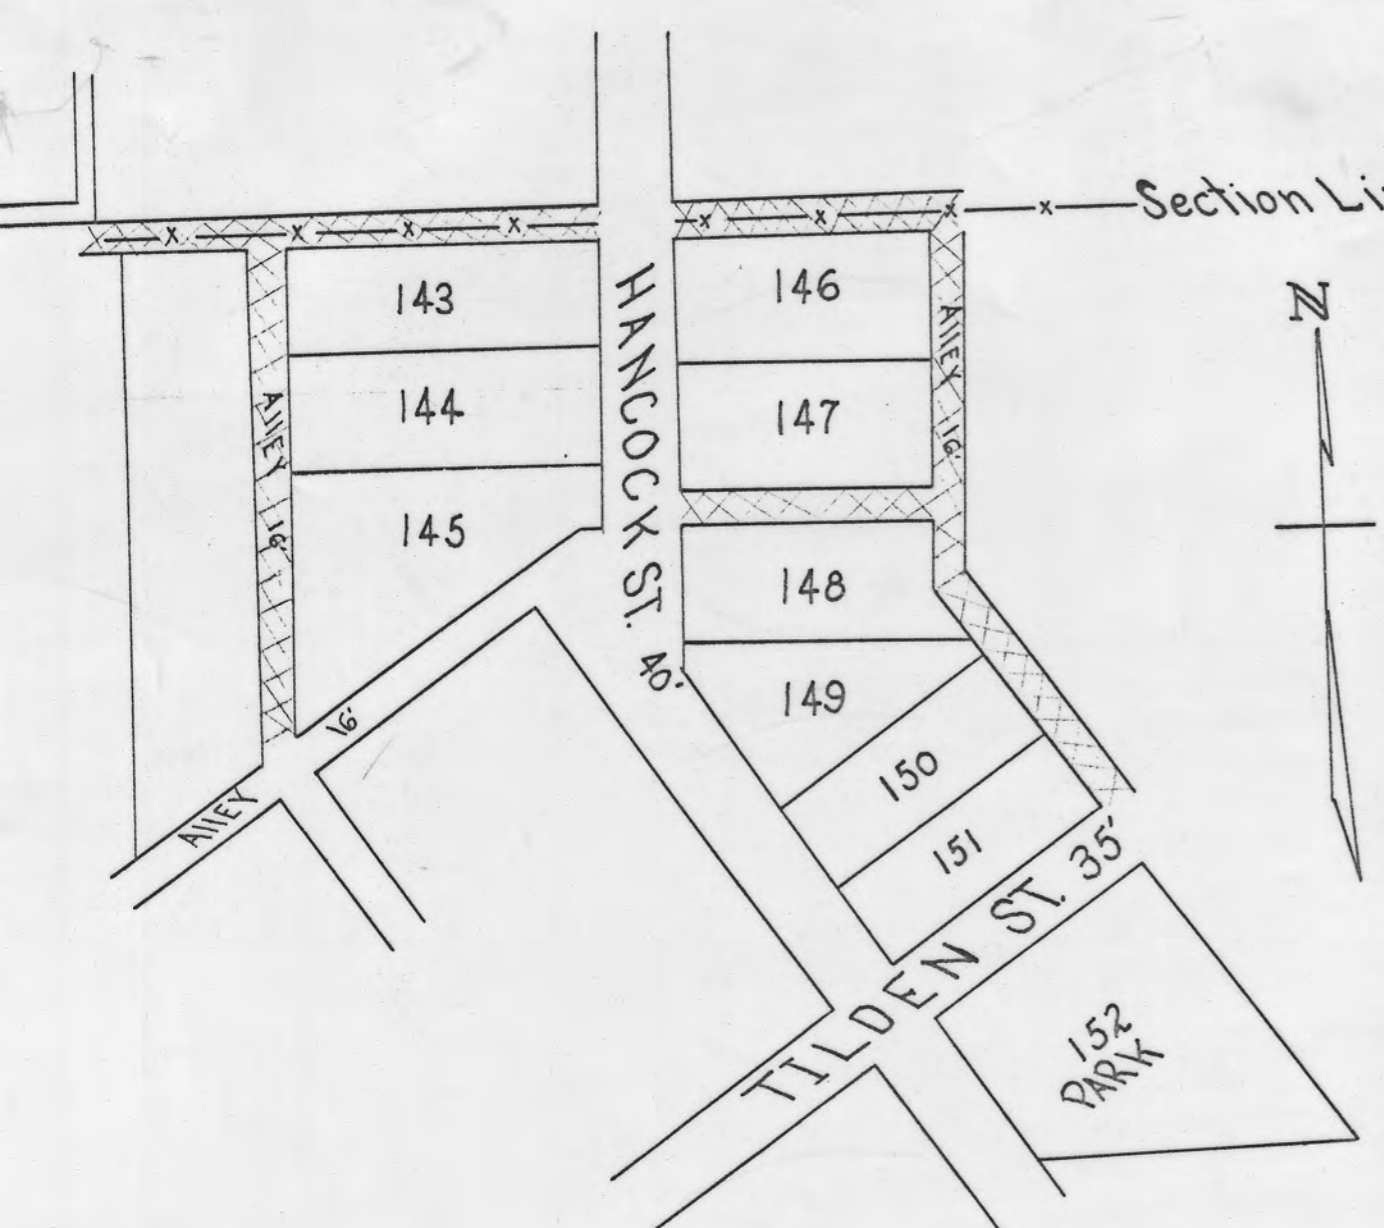 Section Li
N
143
146
HANCOCK ST. 40'
Alley 16'
144
147
Alley 16'
145
148
149
16'
150
Alley
151
TILDEN ST. 35'
152
PARK